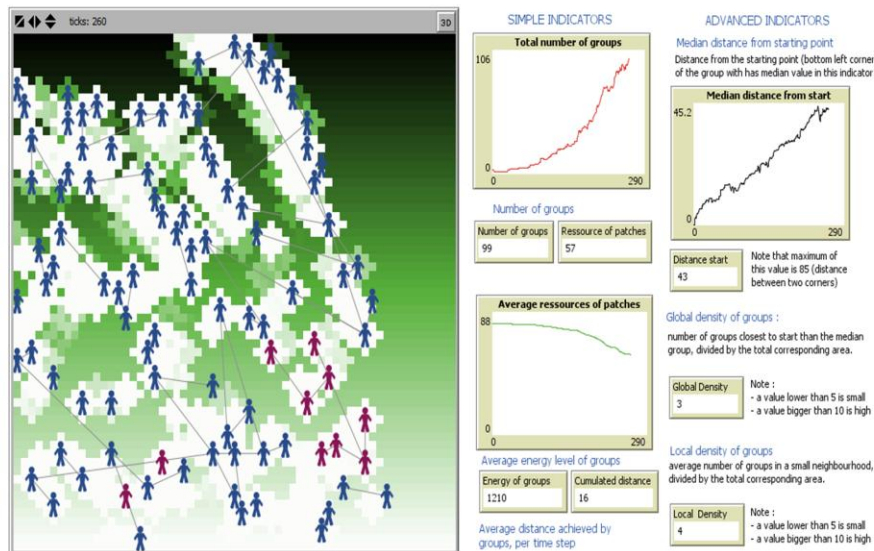 ticks: 260
3D
SIMPLE INDICATORS
Total number of groups
106
0
0
290
Number of groups
Number of groups
99
Ressource of patches
57
Average ressources of patches
88
0
0
290
Average energy level of groups
Energy of groups
1210
Cumulated distance
16
Average distance achieved by
groups, per time step
ADVANCED INDICATORS
Median distance from starting point
Distance from the starting point (bottom left corner
of the group with has median value in this indicator
Median distance from start
45.2
0
0
290
Distance start
43
Note that maximum of
this value is 85 (distance
between two corners)
Global density of groups :
number of groups closest to start than the median
group, divided by the total corresponding area.
Global Density
3
Note :
- a value lower than 5 is small
- a value bigger than 10 is high
Local density of groups
average number of groups in a small neighbourhood,
divided by the total corresponding area.
Local Density
4
Note :
- a value lower than 5 is small
- a value bigger than 10 is high